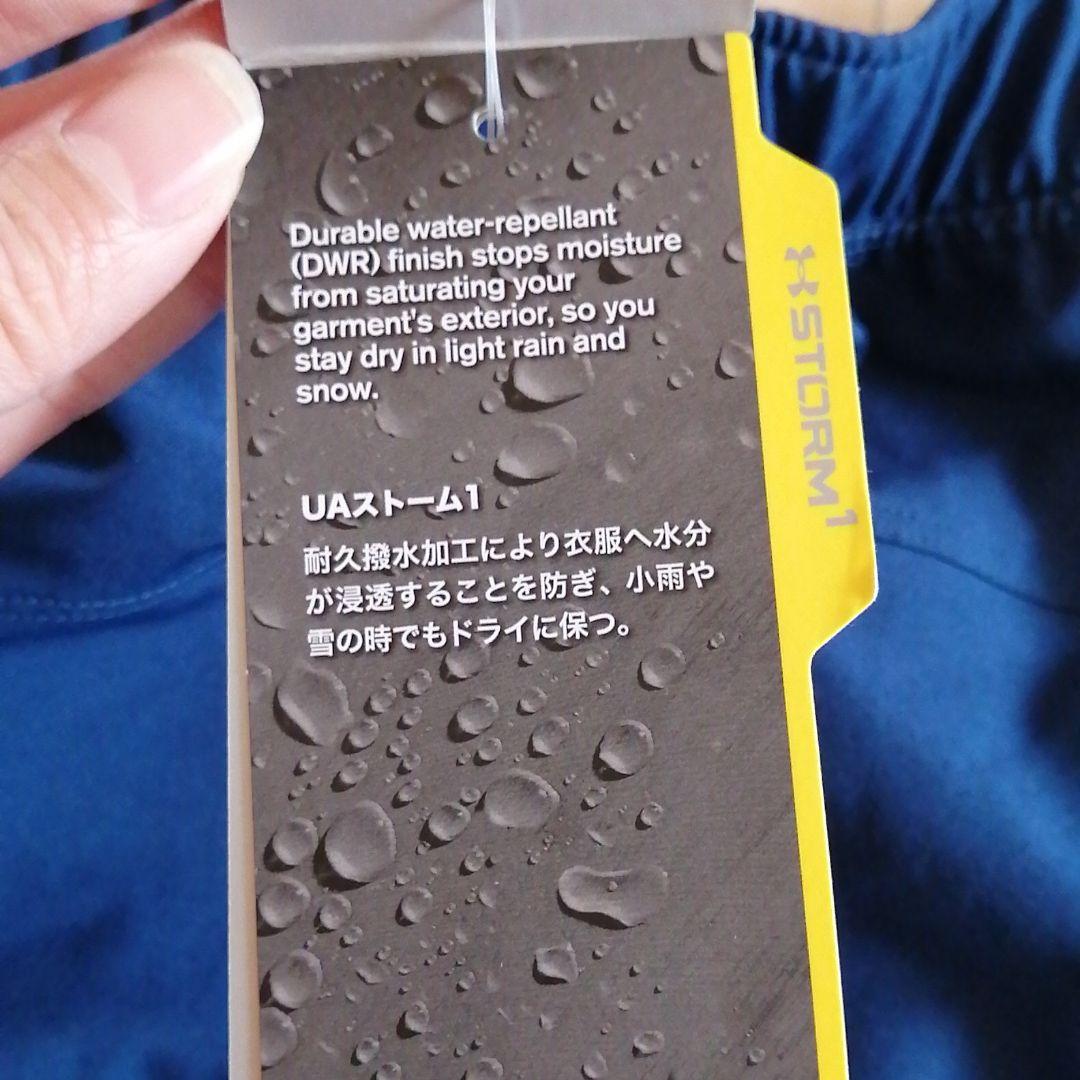 Durable water-repellant
(DWR) finish stops moisture
from saturating your
garment's exterior, so you
stay dry in light rain and
snow.
UAストーム1
耐久撥水加工により衣服へ水分
が浸透することを防ぎ、小雨や
雪の時でもドライに保つ。
STORM1